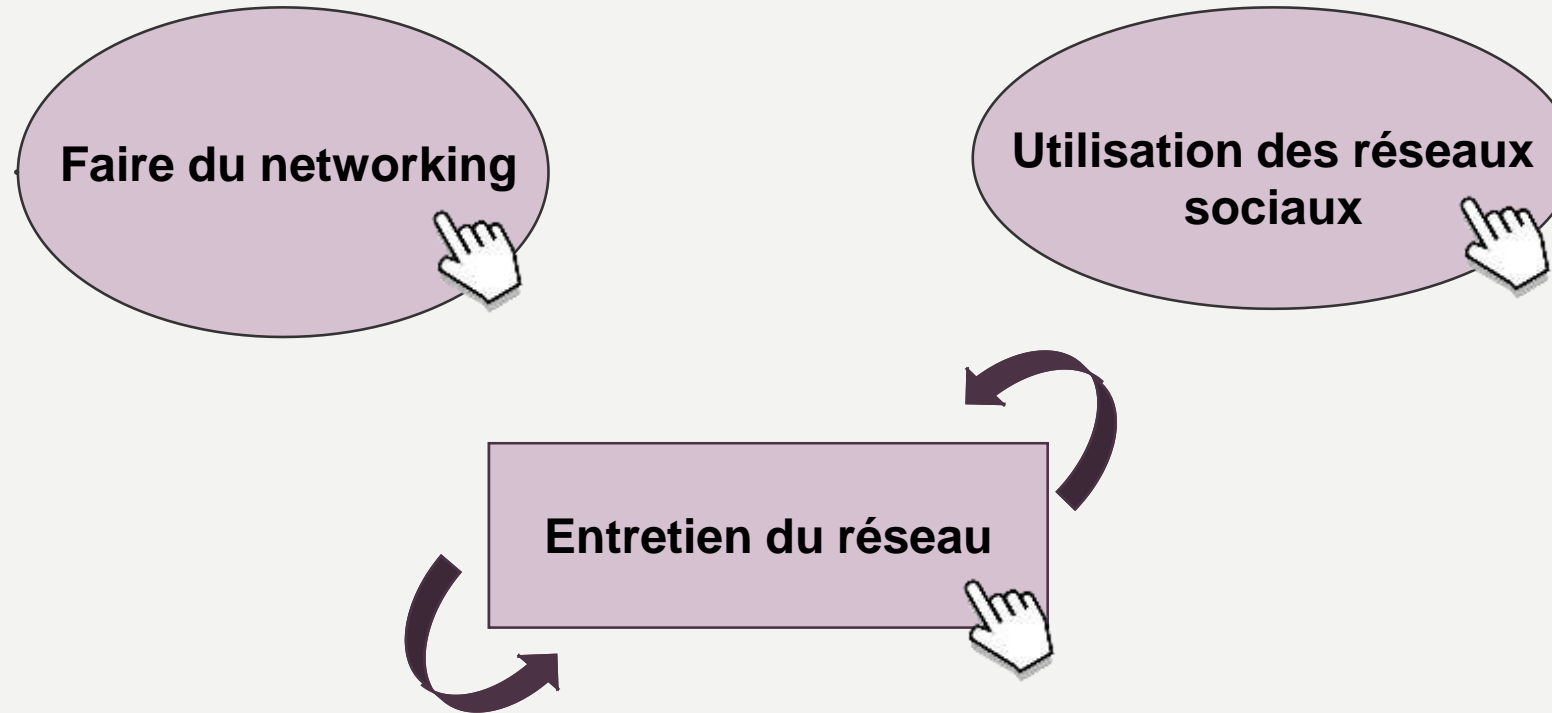 Faire du networking
Utilisation des réseaux
sociaux
Entretien du réseau